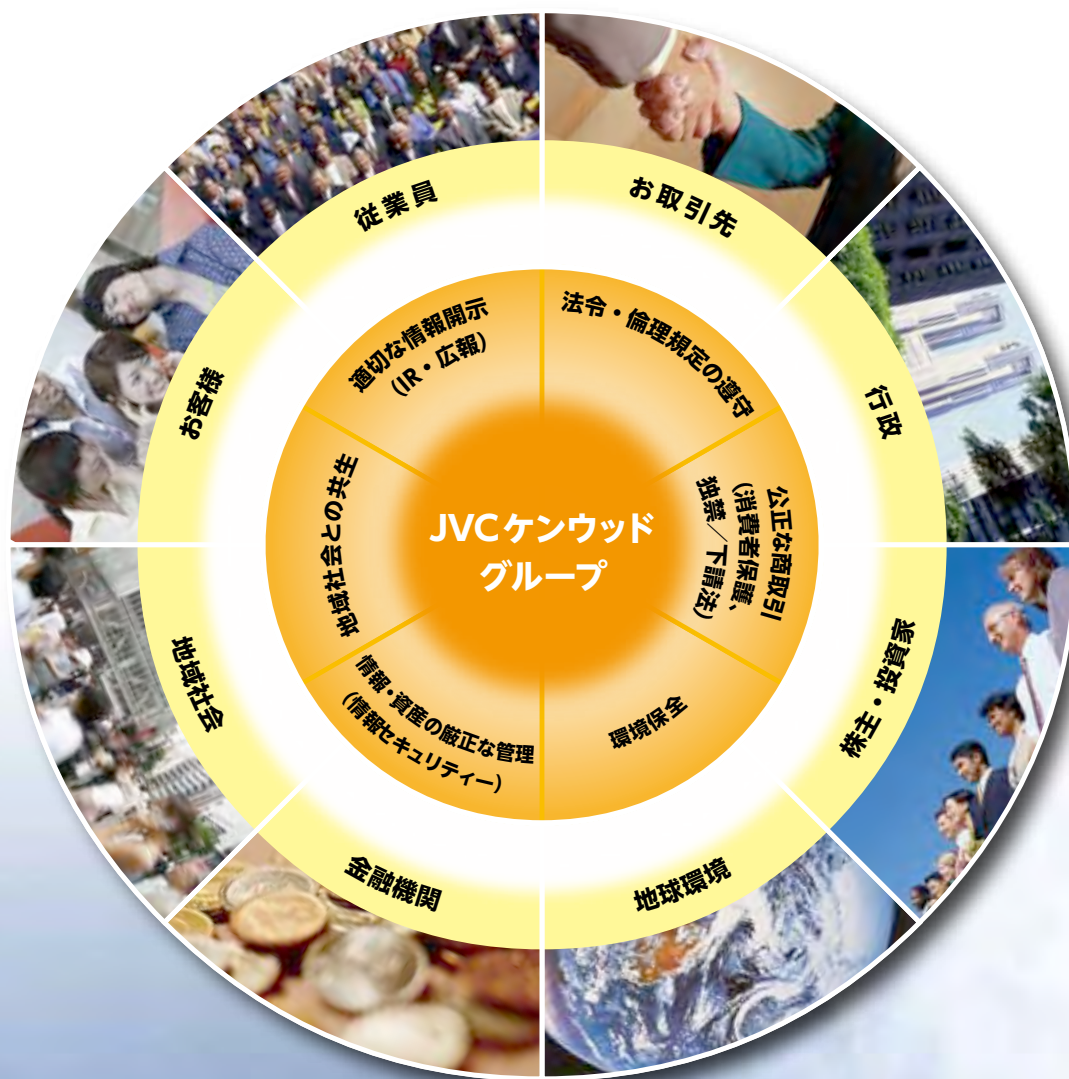 従業員
お取引先
行政
株主・投資家
地球環境
金融機関
地域社会
お客様
適切な情報開示
(IR・広報)
法令・倫理規定の遵守
公正な商取引
(消費者保護、
独禁/下請法)
環境保全
情報・資産の厳正な管理
(情報セキュリティー)
地域社会との共生
JVCケンウッド
グループ